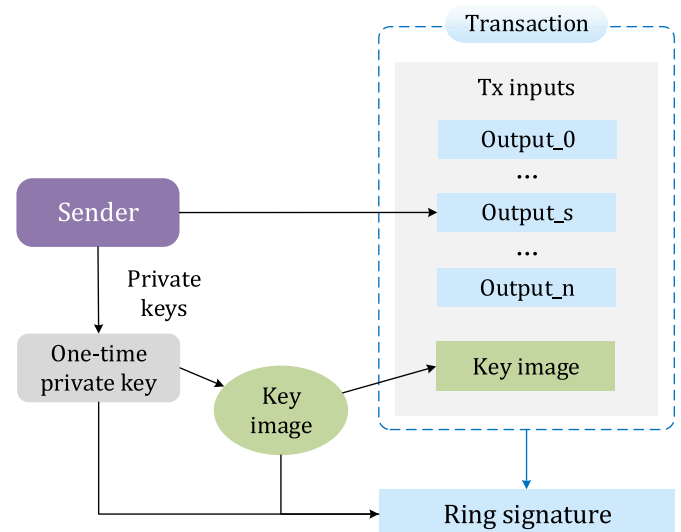 Transaction
Tx inputs
Output_0
...
Sender
Output_s
...
Private
keys
Output_n
One-time
private key
Key image
Key
image
Ring signature